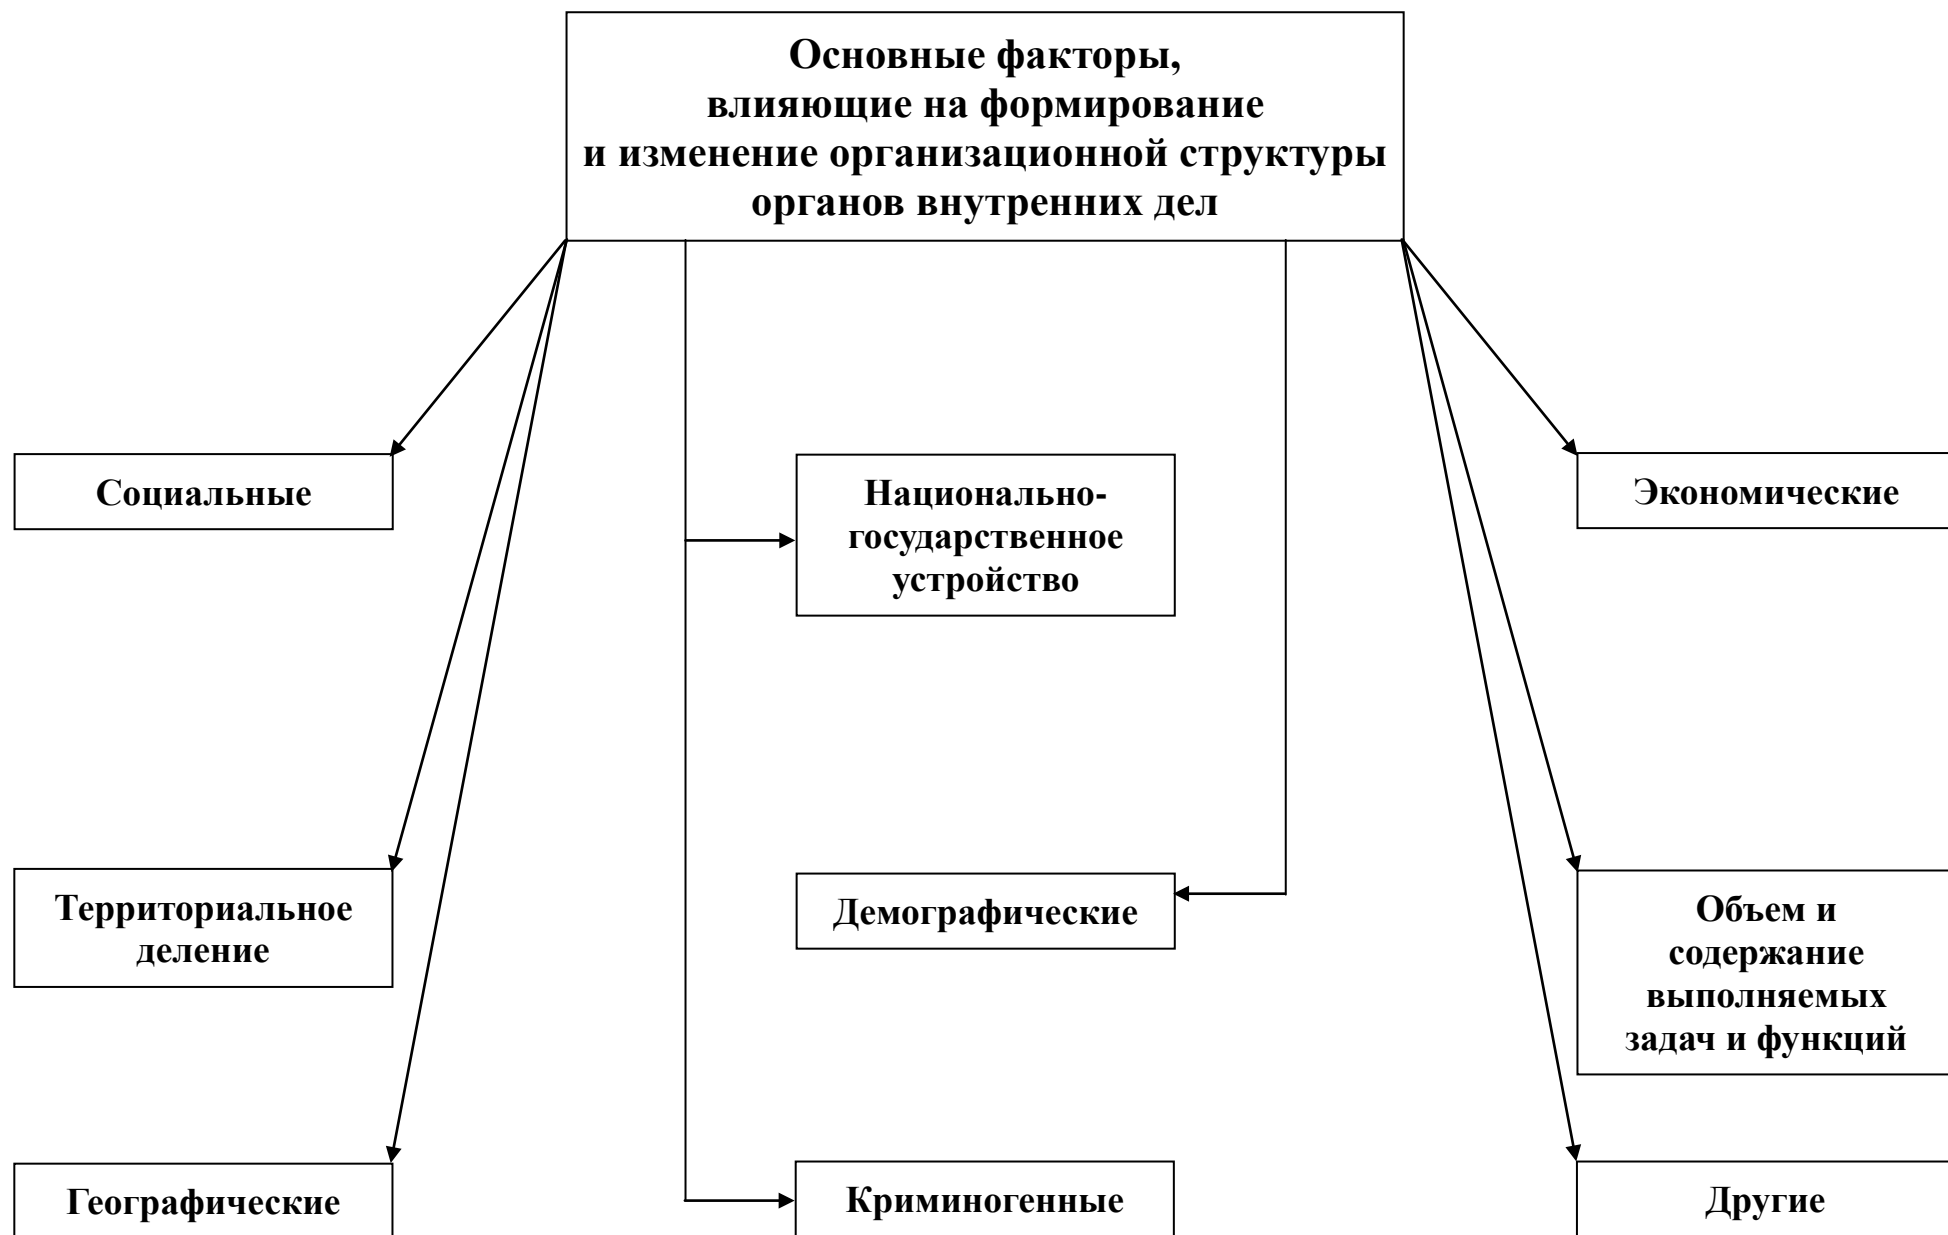 Основные факторы,
влияющие на формирование
и изменение организационной структуры
органов внутренних дел
Социальные
Национально-
государственное
устройство
Экономические
Территориальное
деление
Демографические
Объем и
содержание
выполняемых
задач и функций
Географические
Криминогенные
Другие